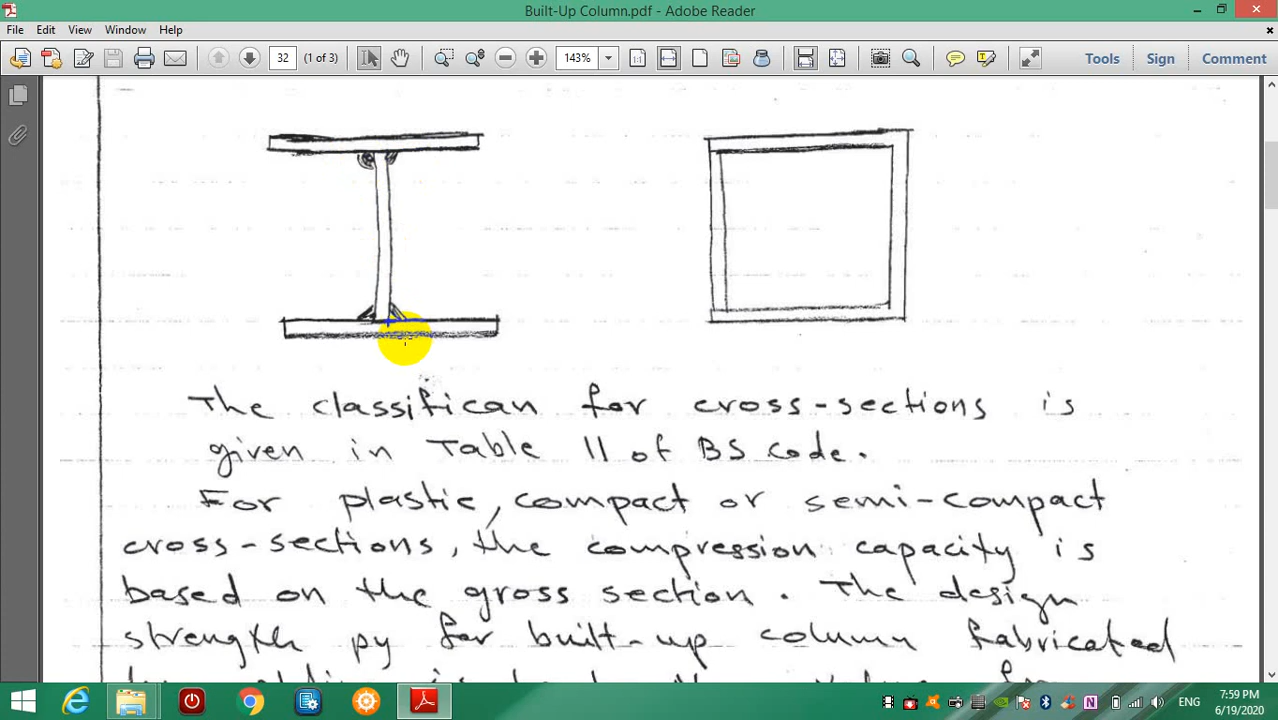 Built-Up Column.pdf - Adobe Reader
File Edit View Window Help
32 (1 of 3) 143% Tools Sign Comment
The classifican for cross-sections is
given in Table 11 of BS code.
For plastic, compact or semi-compact
cross-sections, the compression capacity is
based on the gross section. The design
strength py for built-up column fabricated
ENG 7:59 PM
6/19/2020